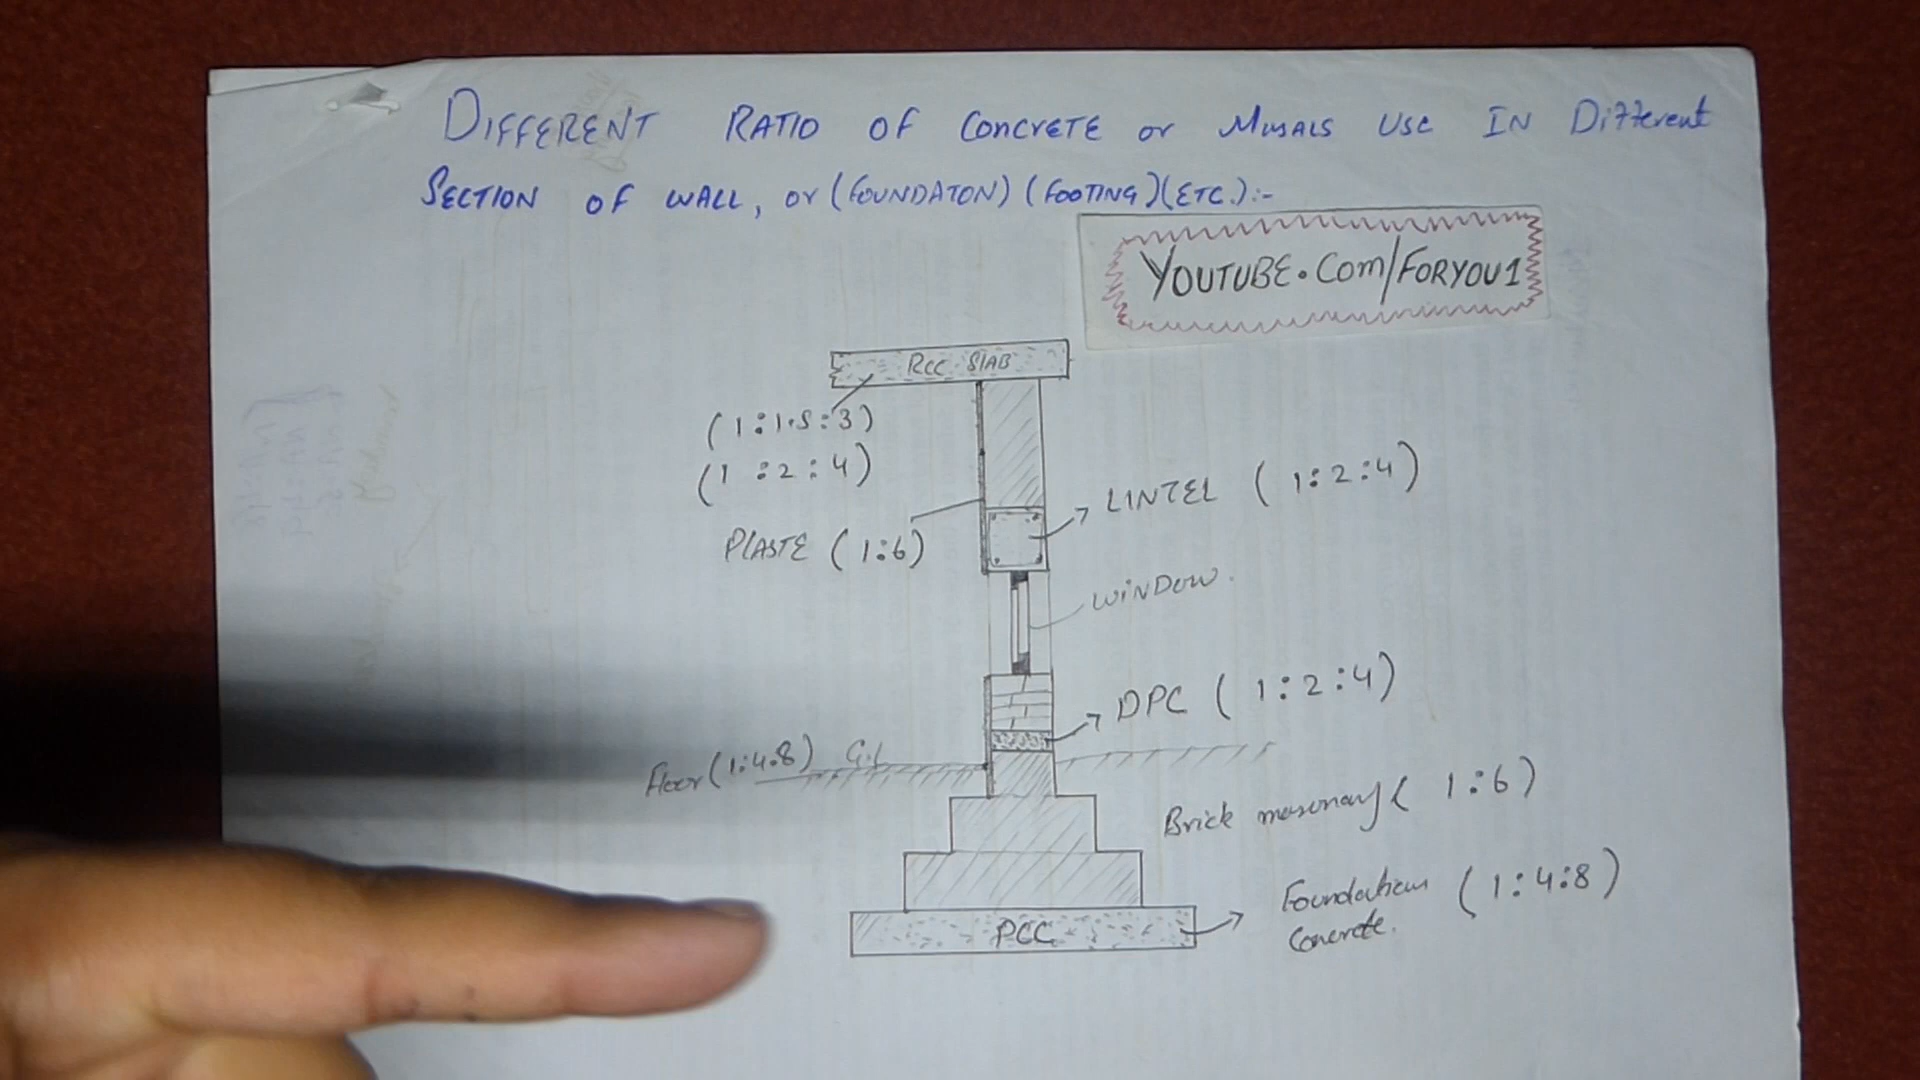 DIFFERENT RATIO OF CONCRETE or MUSALS USE IN Different
SECTION OF WALL, or (FOUNDATON) (FOOTING)(ETC.):-
YOUTUBE.Com/FORYOU1
RCC SLAB
(1:1.5:3)
(1:2:4)
LINTEL (1:2:4)
PLASTE (1:6)
WINDOW.
DPC (1:2:4)
Floor (1:4:8) G.L
Brick masonary (1:6)
Foundation (1:4:8)
Concrete.
PCC